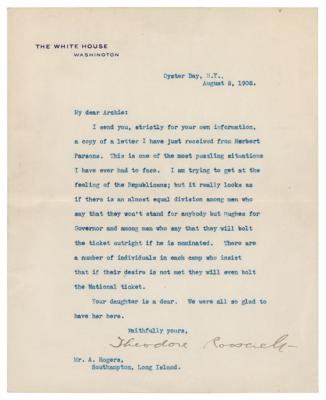 THE WHITE HOUSE
WASHINGTON
Oyster Bay, N.Y.,
August 8, 1908.
My dear Archie:
I send you, strictly for your own information,
a copy of a letter I have just received from Herbert
Parsons. This is one of the most puzzling situations
I have ever had to face. I am trying to get at the
feeling of the Republicans; but it really looks as
if there is an almost equal division among men who
say that they won't stand for anybody but Hughes for
Governor and among men who say that they will bolt
the ticket outright if he is nominated. There are
a number of individuals in each camp who insist
that if their desire is not met they will even bolt
the National ticket.
Your daughter is a dear. We were all so glad to
have her here.
Faithfully yours,
Theodore Roosevelt
Mr. A. Rogers,
Southampton, Long Island.